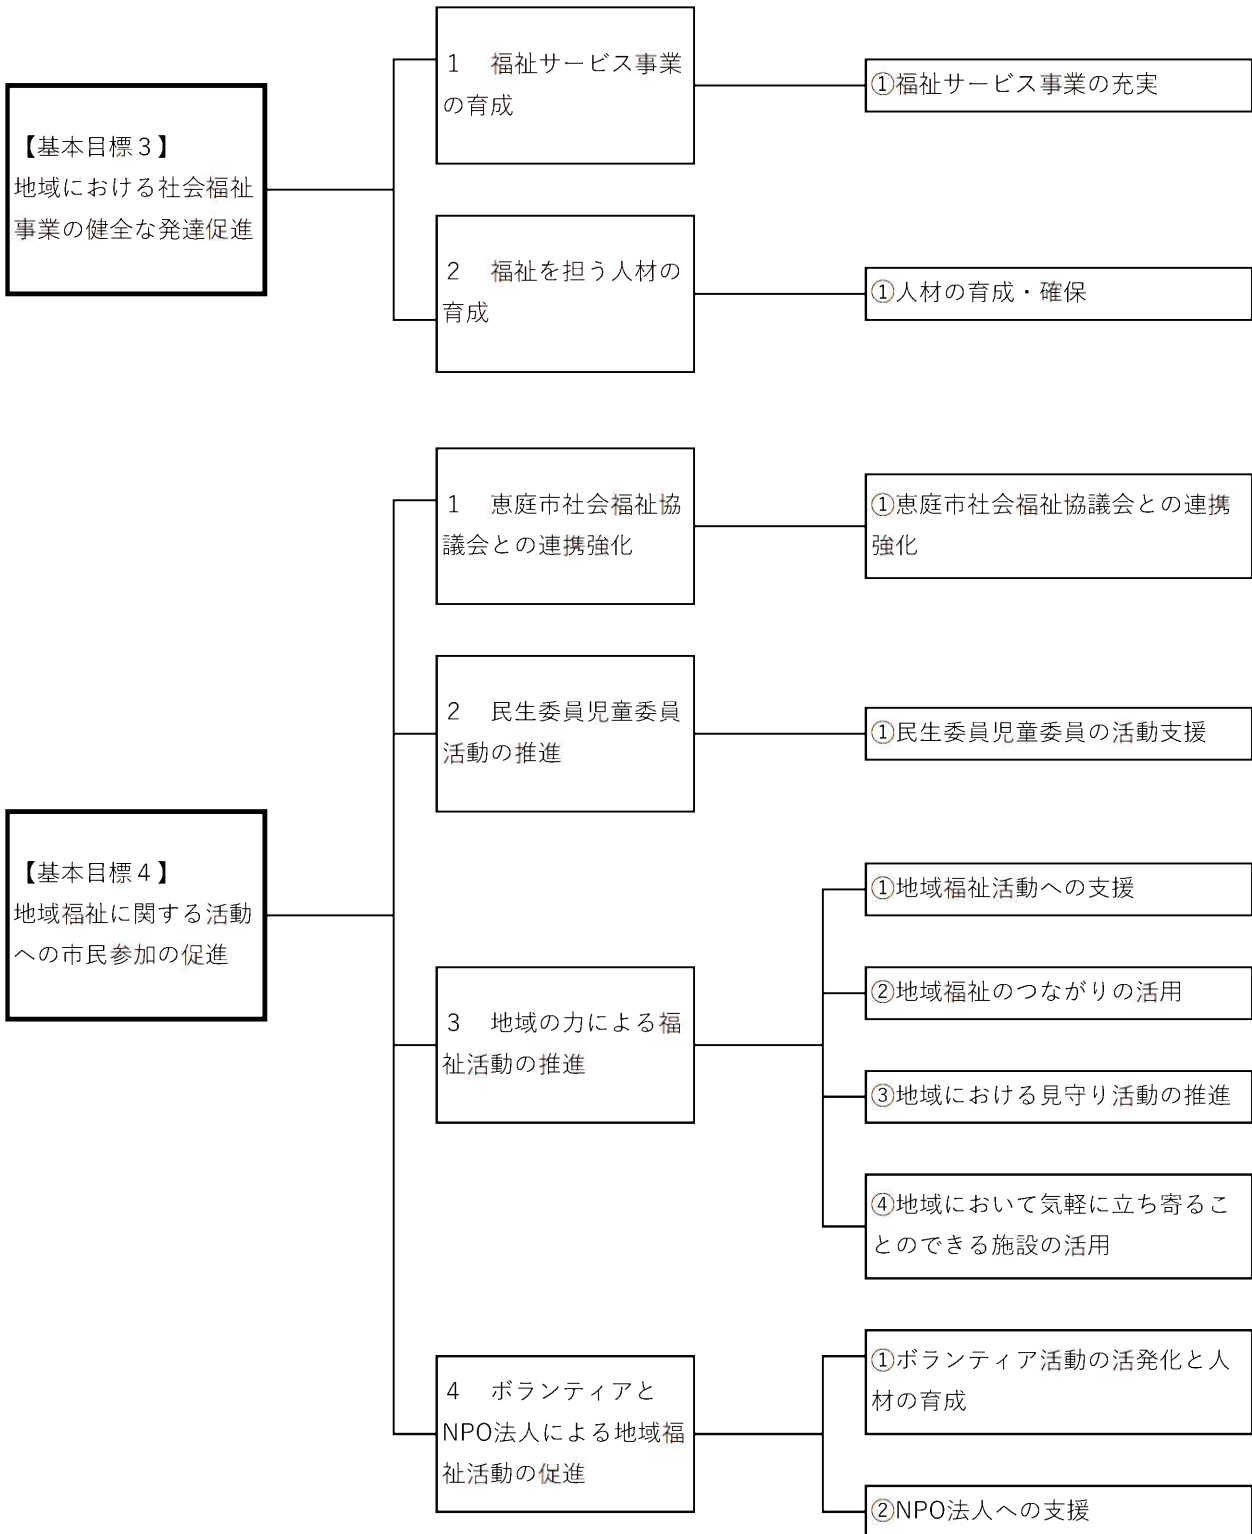 【基本目標３】
地域における社会福祉
事業の健全な発達促進
１　福祉サービス事業
の育成
①福祉サービス事業の充実
２　福祉を担う人材の
育成
①人材の育成・確保
【基本目標４】
地域福祉に関する活動
への市民参加の促進
１　恵庭市社会福祉協
議会との連携強化
①恵庭市社会福祉協議会との連携
強化
２　民生委員児童委員
活動の推進
①民生委員児童委員の活動支援
３　地域の力による福
祉活動の推進
①地域福祉活動への支援
②地域福祉のつながりの活用
③地域における見守り活動の推進
④地域において気軽に立ち寄るこ
とのできる施設の活用
４　ボランティアと
NPO法人による地域福
祉活動の促進
①ボランティア活動の活発化と人
材の育成
②NPO法人への支援